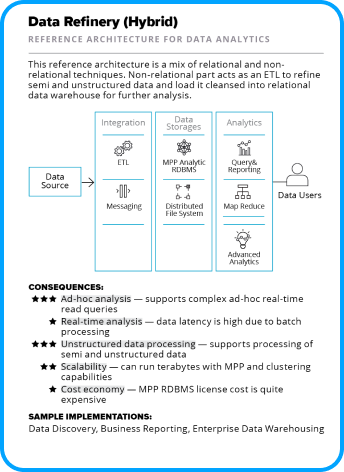 Data Refinery (Hybrid)
REFERENCE ARCHITECTURE FOR DATA ANALYTICS
This reference architecture is a mix of relational and non-
relational techniques. Non-relational part acts as an ETL to refine
semi and unstructured data and load it cleansed into relational
data warehouse for further analysis.
Integration
Data
Storages
Analytics
ETL
MPP Analytic
RDBMS
Query&
Reporting
Data
Source
Data Users
Messaging
Distributed
File System
Map Reduce
Advanced
Analytics
CONSEQUENCES:
★★★ Ad-hoc analysis — supports complex ad-hoc real-time
read queries
★ Real-time analysis — data latency is high due to batch
processing
★★★ Unstructured data processing — supports processing of
semi and unstructured data
★★ Scalability — can run terabytes with MPP and clustering
capabilities
★ Cost economy — MPP RDBMS license cost is quite
expensive
SAMPLE IMPLEMENTATIONS:
Data Discovery, Business Reporting, Enterprise Data Warehousing